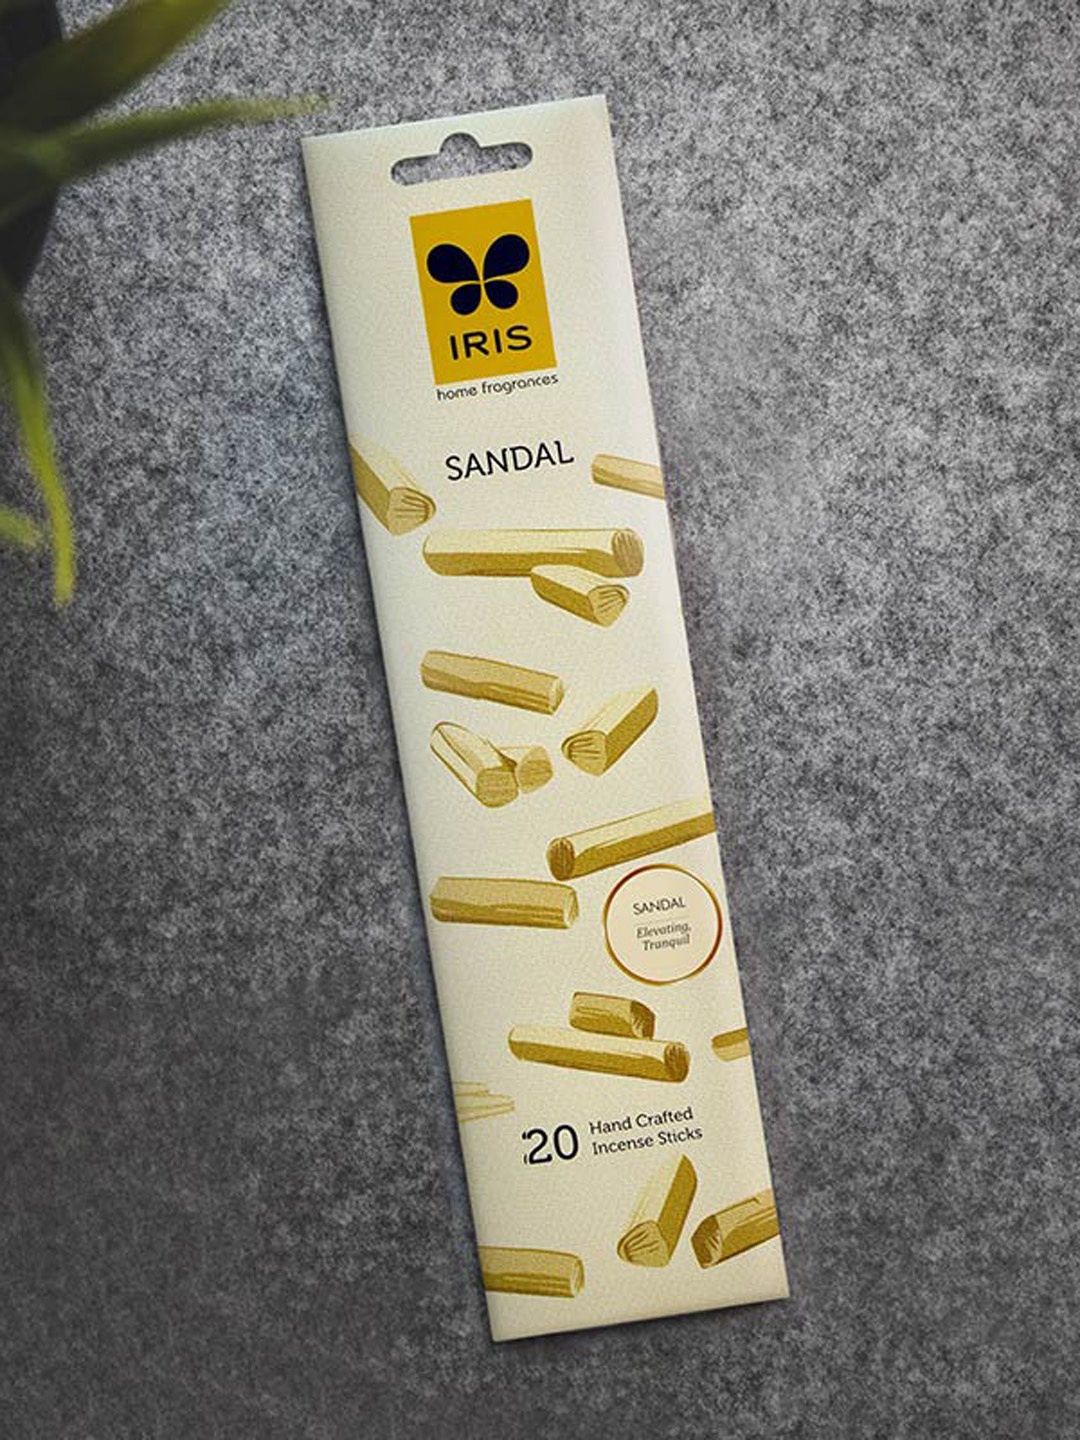 IRIS
home fragrances
SANDAL
SANDAL
Elevating,
Tranquil
20 Hand Crafted
Incense Sticks